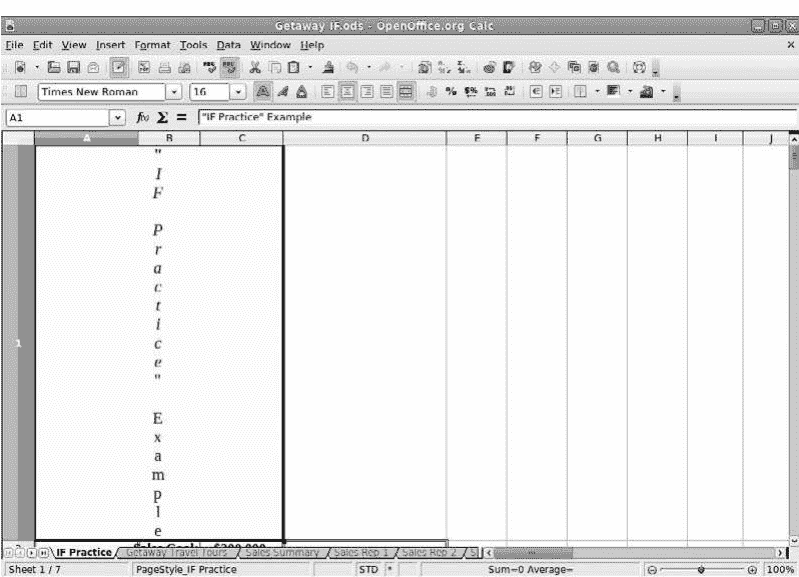 Getaway IF.ods - OpenOffice.org Calc
File Edit View Insert Format Tools Data Window Help
Times New Roman 16
A1 f(x) Σ = "IF Practice" Example
A B C D E F G H I J
1
"
I
F
P
r
a
c
t
i
c
e
"
E
x
a
m
p
l
e
IF Practice Getaway Travel Tours Sales Summary Sales Rep 1 Sales Rep 2 S
Sheet 1 / 7 PageStyle_IF Practice STD * Sum=0 Average= 100%